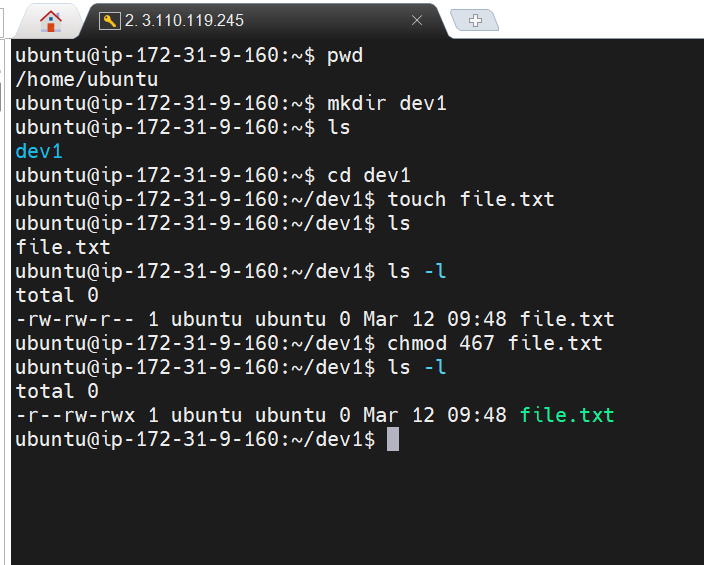 2. 3.110.119.245
ubuntu@ip-172-31-9-160:~$ pwd
/home/ubuntu
ubuntu@ip-172-31-9-160:~$ mkdir dev1
ubuntu@ip-172-31-9-160:~$ ls
dev1
ubuntu@ip-172-31-9-160:~$ cd dev1
ubuntu@ip-172-31-9-160:~/dev1$ touch file.txt
ubuntu@ip-172-31-9-160:~/dev1$ ls
file.txt
ubuntu@ip-172-31-9-160:~/dev1$ ls -l
total 0
-rw-rw-r-- 1 ubuntu ubuntu 0 Mar 12 09:48 file.txt
ubuntu@ip-172-31-9-160:~/dev1$ chmod 467 file.txt
ubuntu@ip-172-31-9-160:~/dev1$ ls -l
total 0
-r--rw-rwx 1 ubuntu ubuntu 0 Mar 12 09:48 file.txt
ubuntu@ip-172-31-9-160:~/dev1$